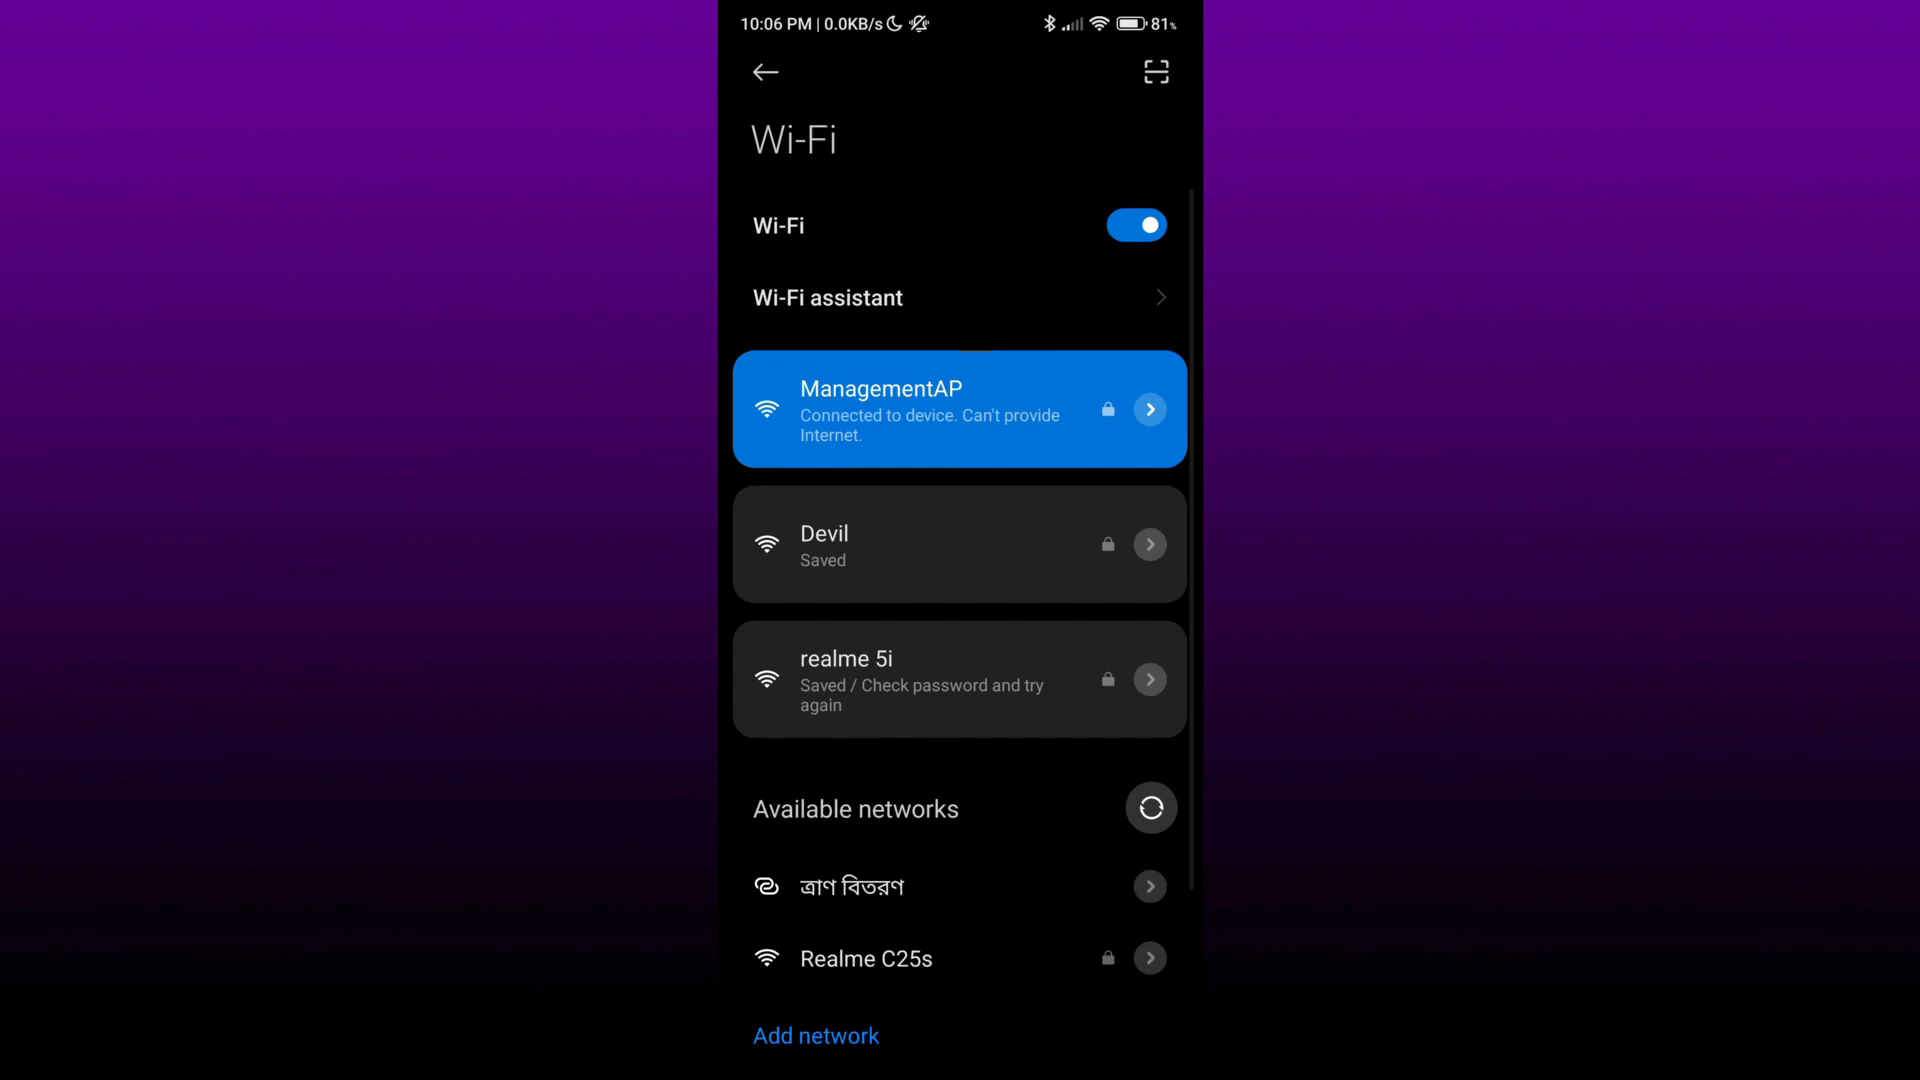 10:06 PM | 0.0KB/s 81%
Wi-Fi
Wi-Fi
Wi-Fi assistant
ManagementAP
Connected to device. Can't provide
Internet.
Devil
Saved
realme 5i
Saved / Check password and try
again
Available networks
ত্রাণ বিতরণ
Realme C25s
Add network